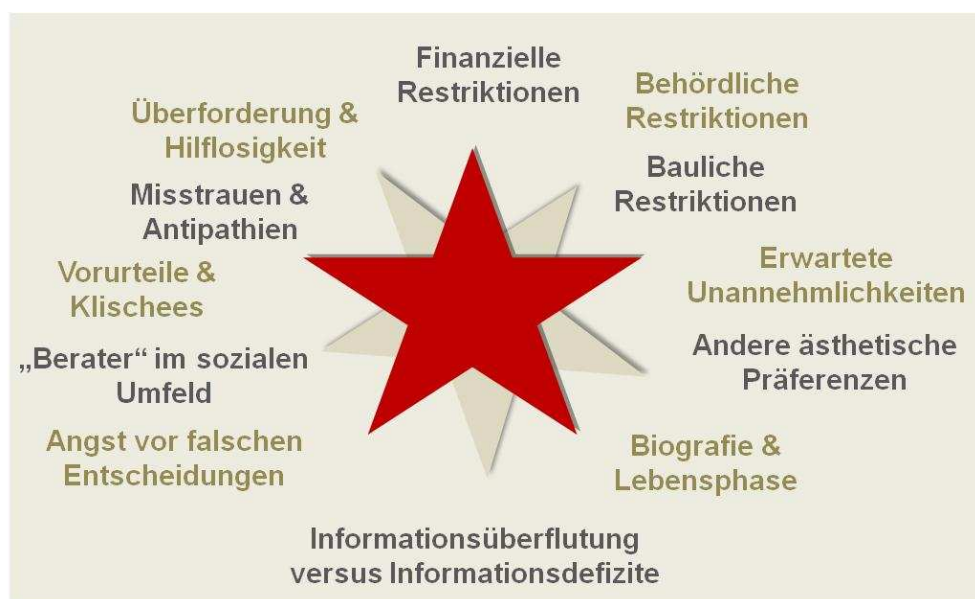 Finanzielle
Restriktionen
Behördliche
Restriktionen
Bauliche
Restriktionen
Erwartete
Unannehmlichkeiten
Andere ästhetische
Präferenzen
Biografie &
Lebensphase
Informationsüberflutung
versus Informationsdefizite
Angst vor falschen
Entscheidungen
„Berater“ im sozialen
Umfeld
Vorurteile &
Klischees
Misstrauen &
Antipathien
Überforderung &
Hilflosigkeit